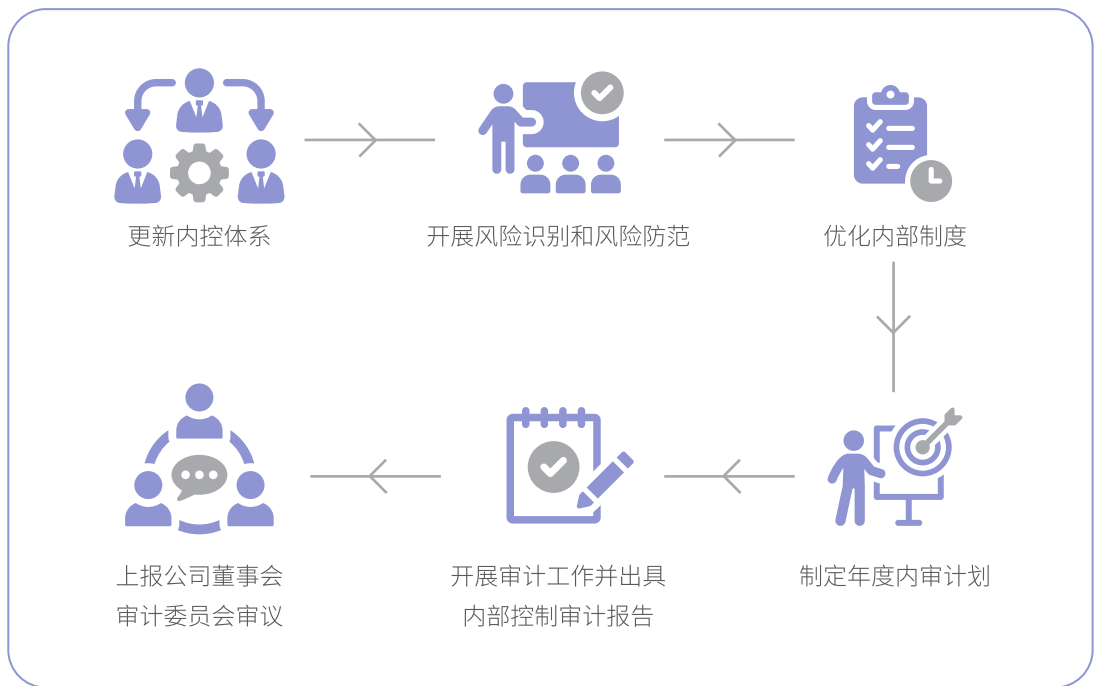 更新内控体系
开展风险识别和风险防范
优化内部制度
制定年度内审计划
开展审计工作并出具
内部控制审计报告
上报公司董事会
审计委员会审议